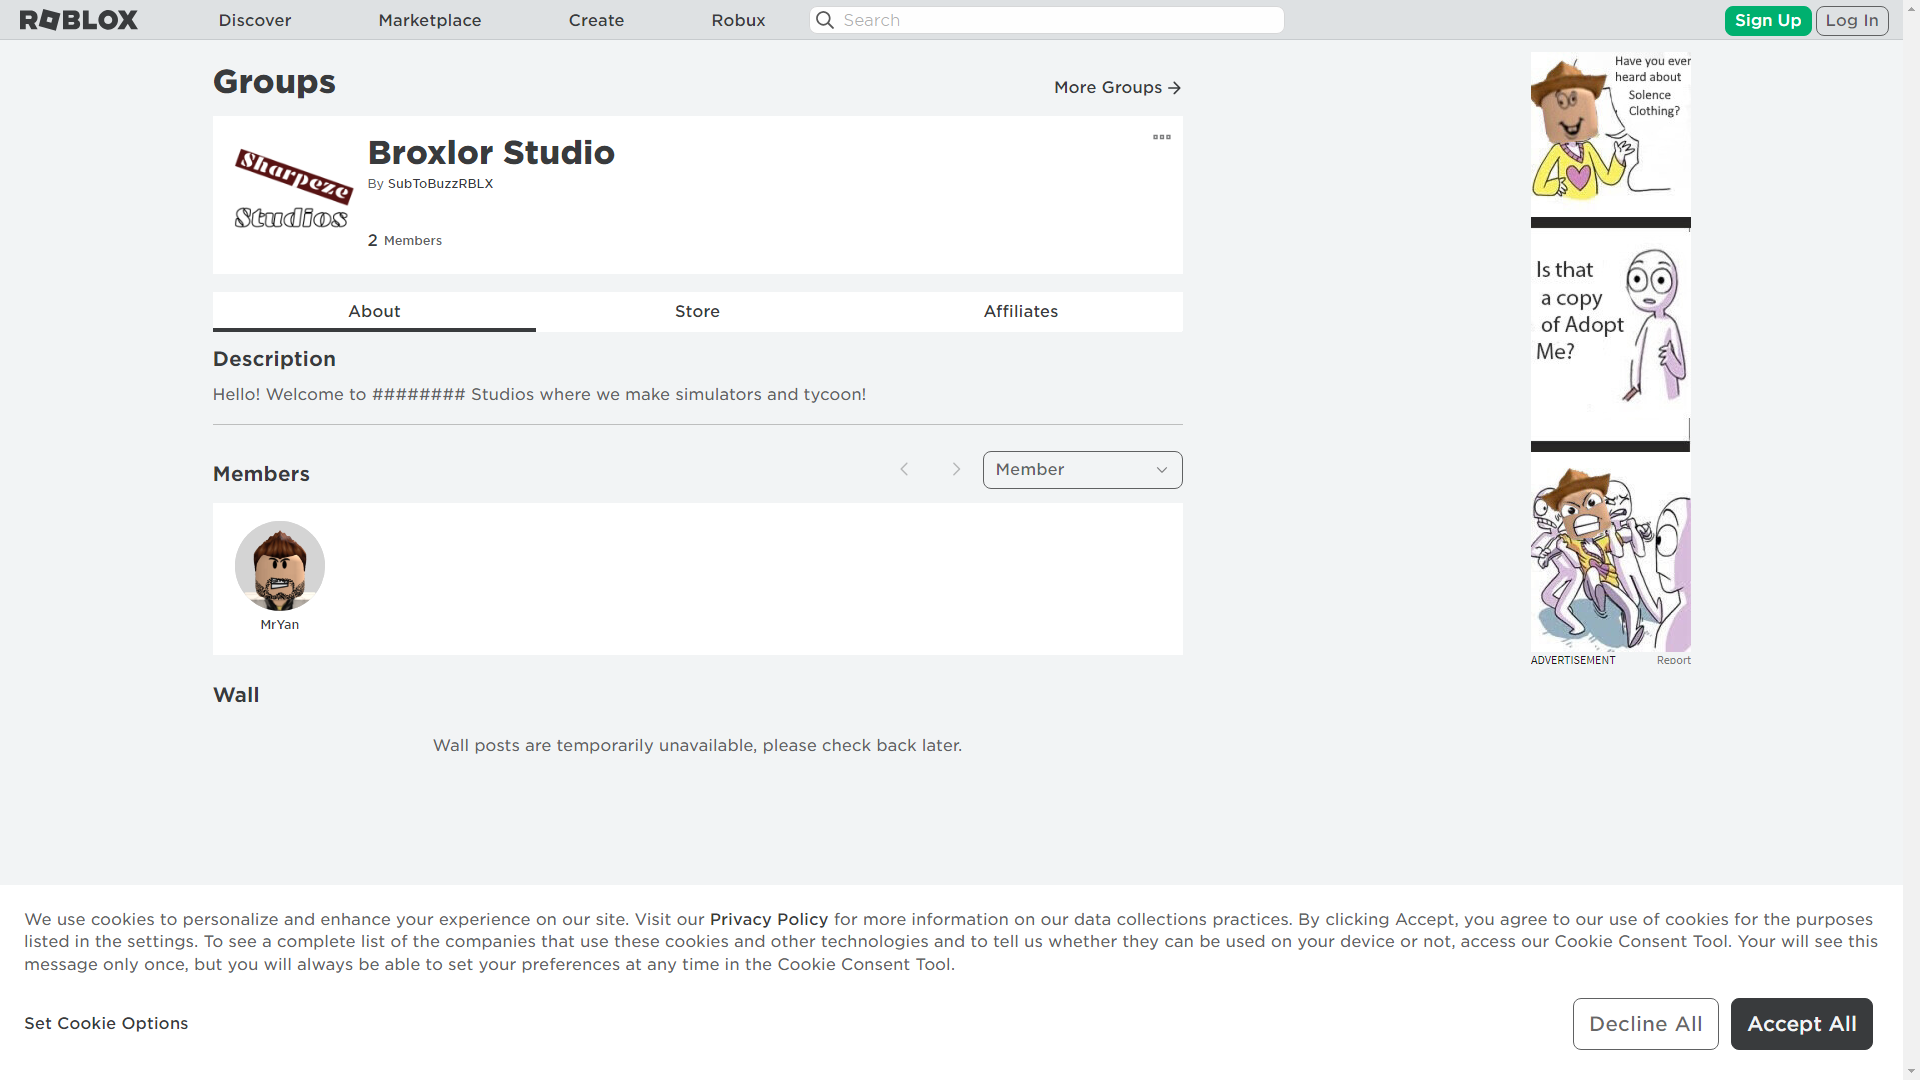 ROBLOX Discover Marketplace Create Robux Search Sign Up Log In
Groups
More Groups
Sharpeze
Studios
Broxlor Studio
By SubToBuzzRBLX
2 Members
About Store Affiliates
Description
Hello! Welcome to ######## Studios where we make simulators and tycoon!
Members
Member
MrYan
Wall
Wall posts are temporarily unavailable, please check back later.
Have you ever
heard about
Solence
Clothing?
Is that
a copy
of Adopt
Me?
ADVERTISEMENT Report
We use cookies to personalize and enhance your experience on our site. Visit our Privacy Policy for more information on our data collections practices. By clicking Accept, you agree to our use of cookies for the purposes
listed in the settings. To see a complete list of the companies that use these cookies and other technologies and to tell us whether they can be used on your device or not, access our Cookie Consent Tool. Your will see this
message only once, but you will always be able to set your preferences at any time in the Cookie Consent Tool.
Set Cookie Options
Decline All
Accept All